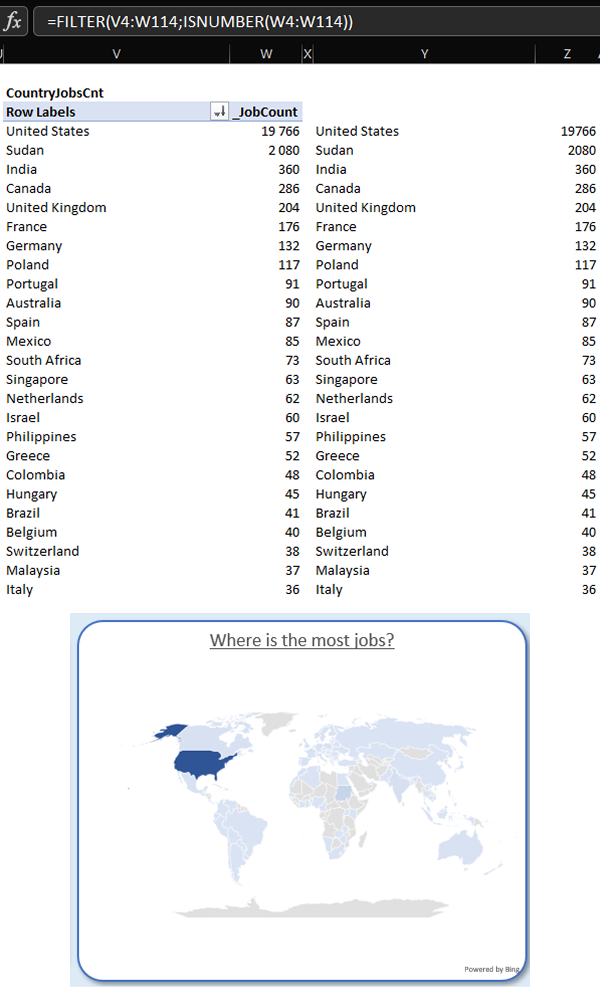 fx =FILTER(V4:W114;ISNUMBER(W4:W114))
V W X Y Z
CountryJobsCnt
Row Labels _JobCount
United States 19 766 United States 19766
Sudan 2 080 Sudan 2080
India 360 India 360
Canada 286 Canada 286
United Kingdom 204 United Kingdom 204
France 176 France 176
Germany 132 Germany 132
Poland 117 Poland 117
Portugal 91 Portugal 91
Australia 90 Australia 90
Spain 87 Spain 87
Mexico 85 Mexico 85
South Africa 73 South Africa 73
Singapore 63 Singapore 63
Netherlands 62 Netherlands 62
Israel 60 Israel 60
Philippines 57 Philippines 57
Greece 52 Greece 52
Colombia 48 Colombia 48
Hungary 45 Hungary 45
Brazil 41 Brazil 41
Belgium 40 Belgium 40
Switzerland 38 Switzerland 38
Malaysia 37 Malaysia 37
Italy 36 Italy 36
Where is the most jobs?
Powered by Bing